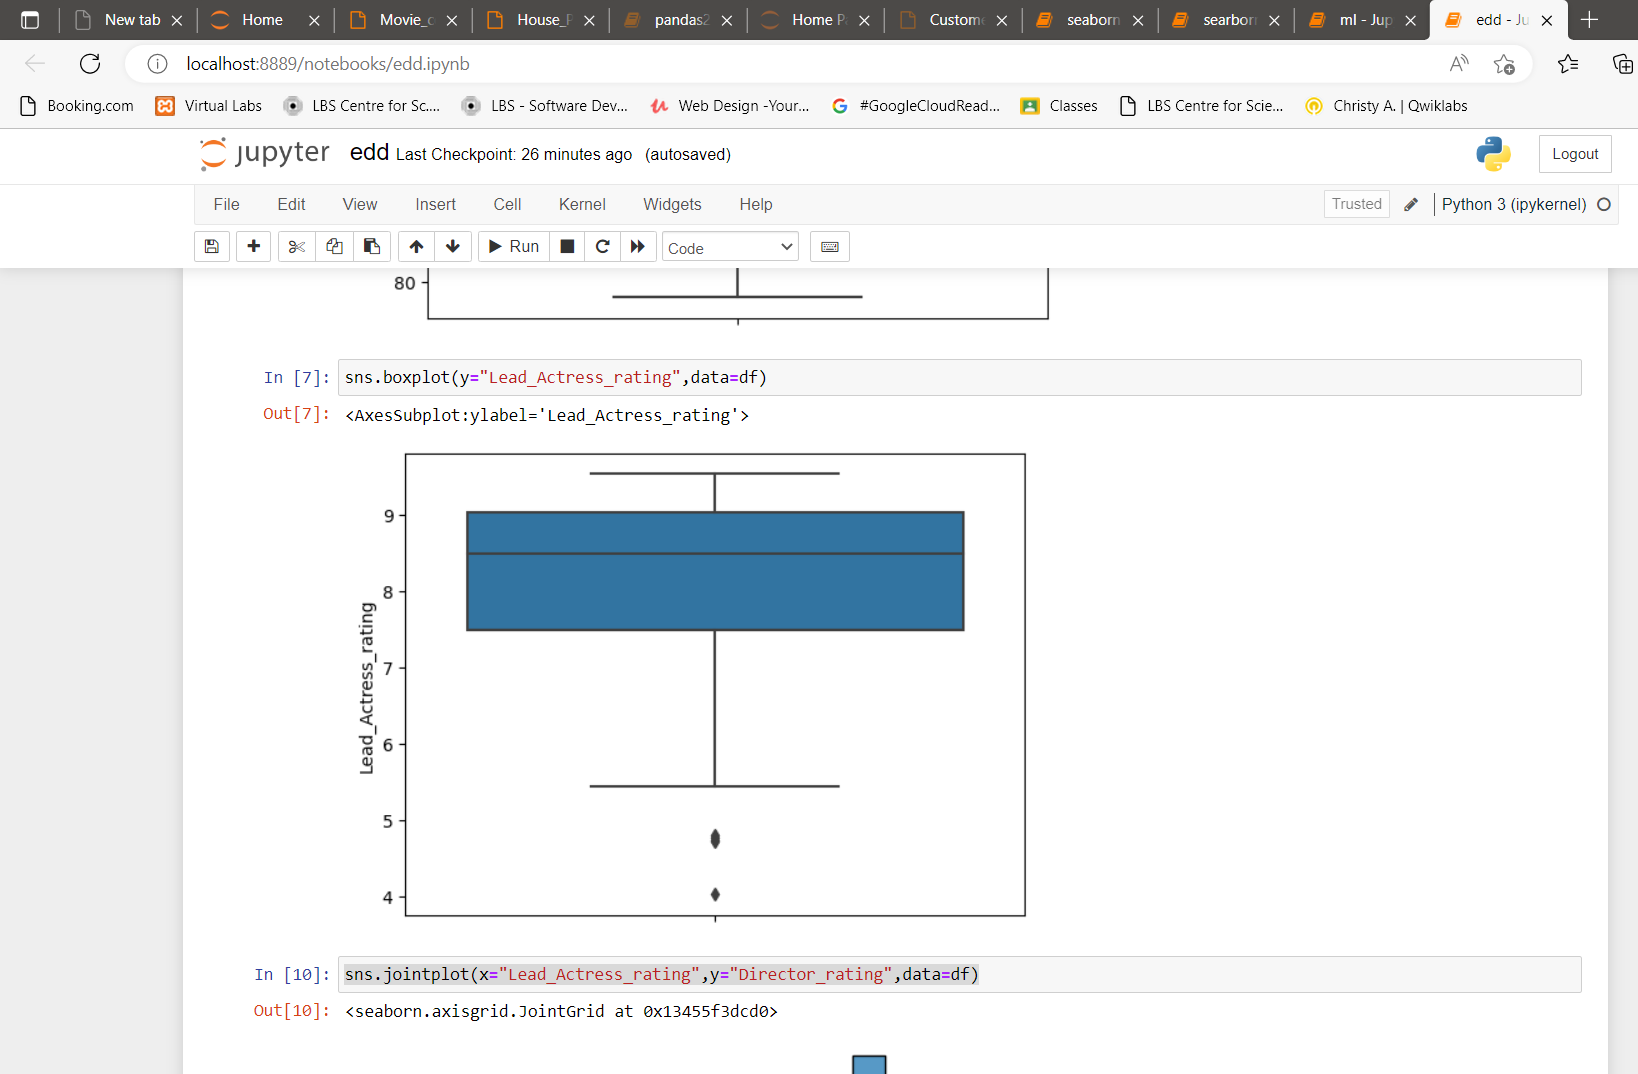 New tab Home Movie_ House_ pandas2 Home P Custom seaborn searborn ml - Jup edd - Ju
localhost:8889/notebooks/edd.ipynb
Booking.com Virtual Labs LBS Centre for Sc.... LBS - Software Dev... Web Design -Your... #GoogleCloudRead... Classes LBS Centre for Scie... Christy A. | Qwiklabs
jupyter edd Last Checkpoint: 26 minutes ago (autosaved) Logout
File Edit View Insert Cell Kernel Widgets Help Trusted Python 3 (ipykernel)
Run Code
80
In [7]: sns.boxplot(y="Lead_Actress_rating",data=df)
Out[7]: <AxesSubplot:ylabel='Lead_Actress_rating'>
9
8
7
6
5
4
Lead_Actress_rating
In [10]: sns.jointplot(x="Lead_Actress_rating",y="Director_rating",data=df)
Out[10]: <seaborn.axisgrid.JointGrid at 0x13455f3dcd0>